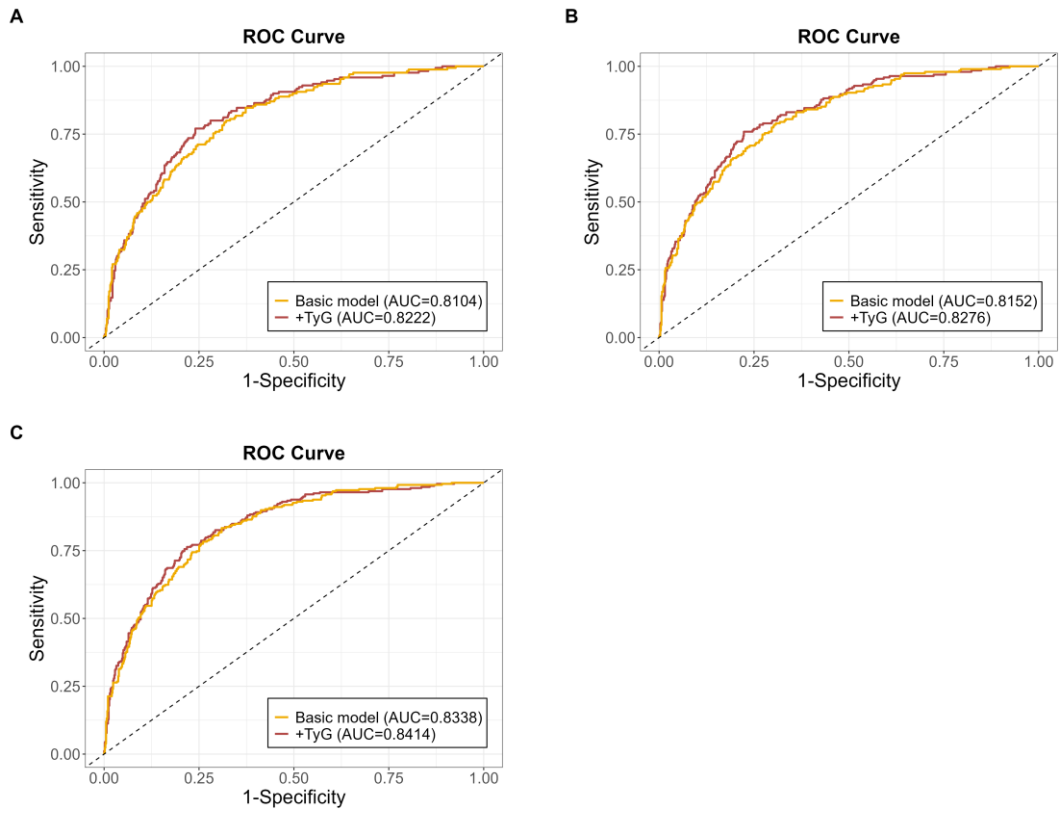 A
ROC Curve
1.00
0.75
0.50
0.25
0.00
Sensitivity
Basic model (AUC=0.8104)
+TyG (AUC=0.8222)
0.00 0.25 0.50 0.75 1.00
1-Specificity
B
ROC Curve
1.00
0.75
0.50
0.25
0.00
Sensitivity
Basic model (AUC=0.8152)
+TyG (AUC=0.8276)
0.00 0.25 0.50 0.75 1.00
1-Specificity
C
ROC Curve
1.00
0.75
0.50
0.25
0.00
Sensitivity
Basic model (AUC=0.8338)
+TyG (AUC=0.8414)
0.00 0.25 0.50 0.75 1.00
1-Specificity